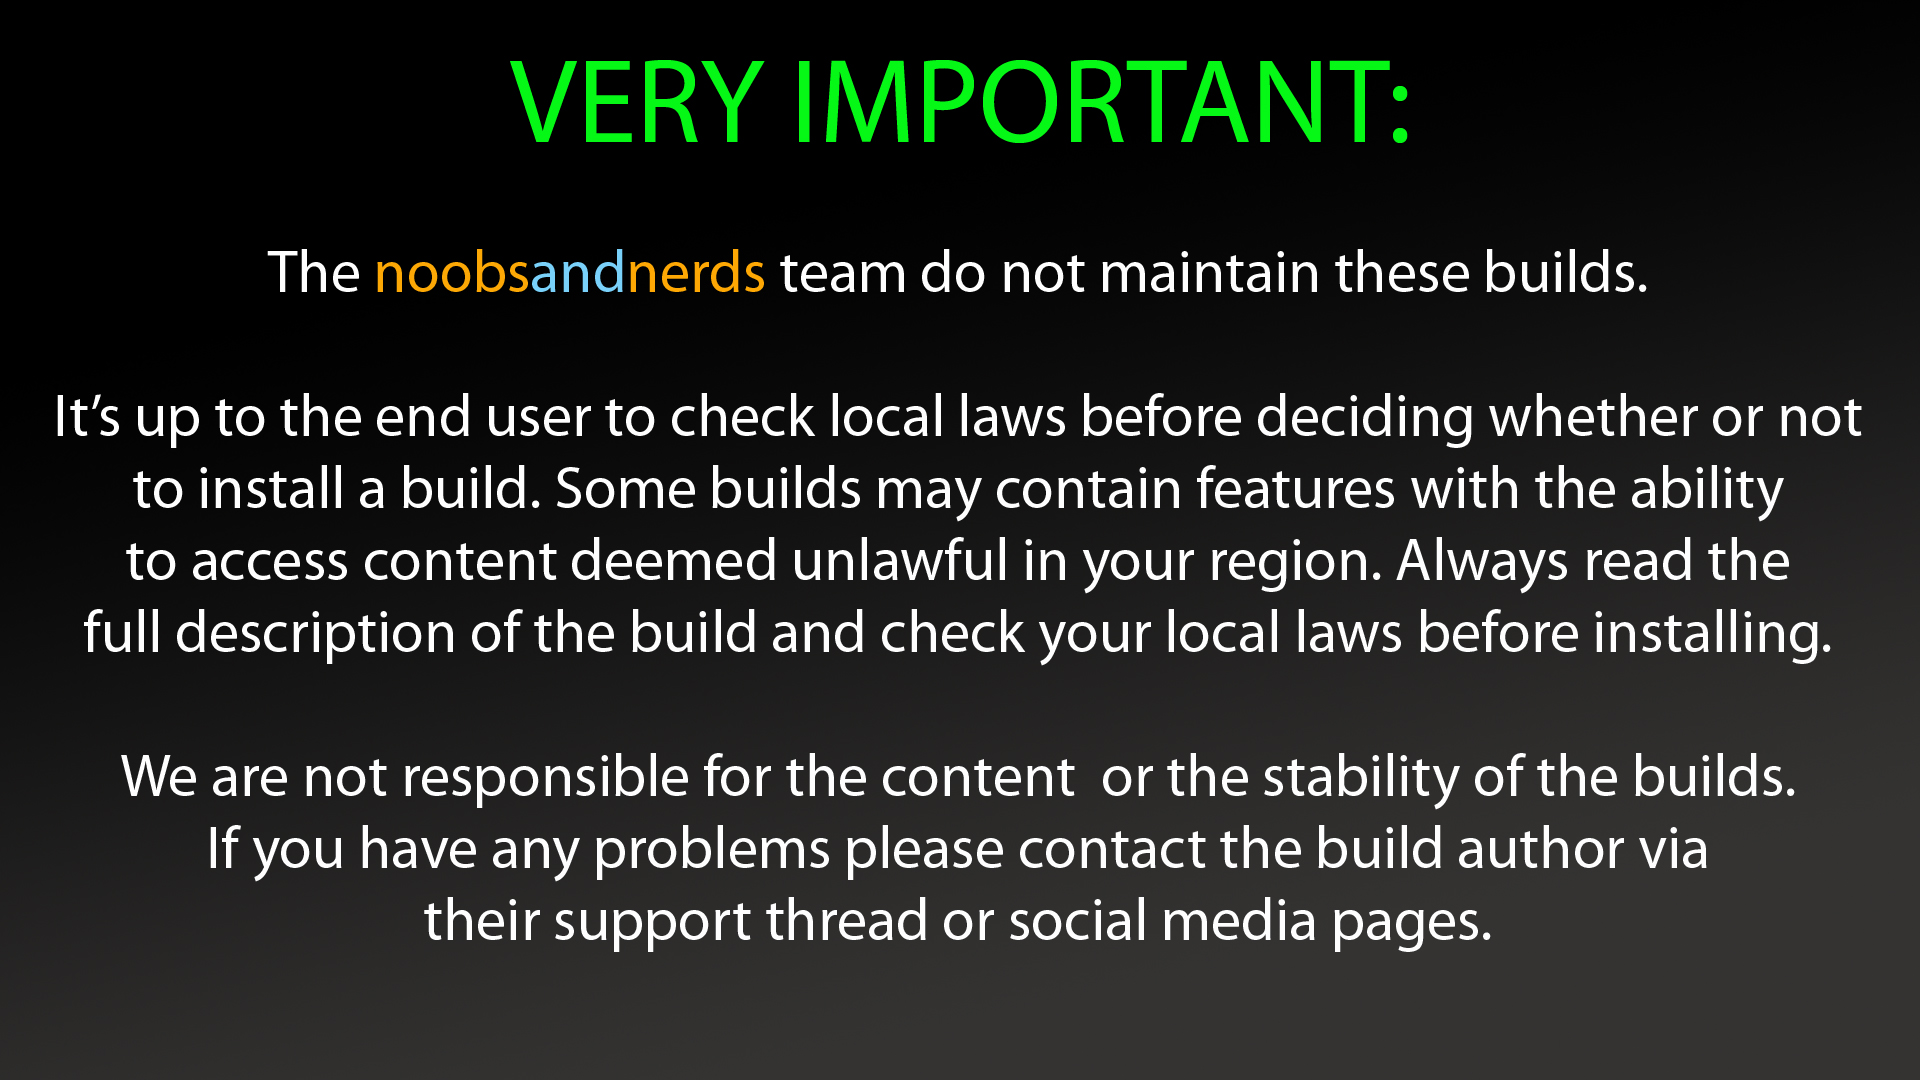 VERY IMPORTANT:
The noobsandnerds team do not maintain these builds.
It’s up to the end user to check local laws before deciding whether or not
to install a build. Some builds may contain features with the ability
to access content deemed unlawful in your region. Always read the
full description of the build and check your local laws before installing.
We are not responsible for the content  or the stability of the builds.
If you have any problems please contact the build author via
their support thread or social media pages.